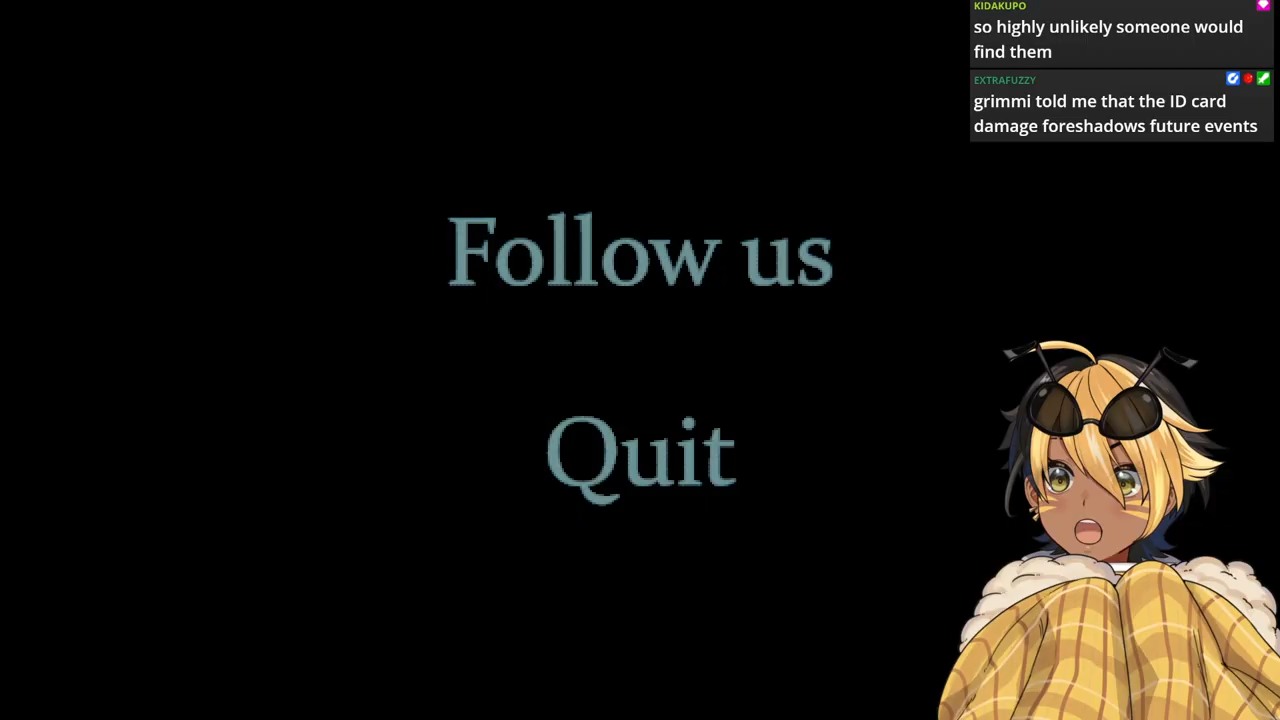 KIDAKUPO
so highly unlikely someone would
find them
EXTRAFUZZY
grimmi told me that the ID card
damage foreshadows future events
Follow us
Quit